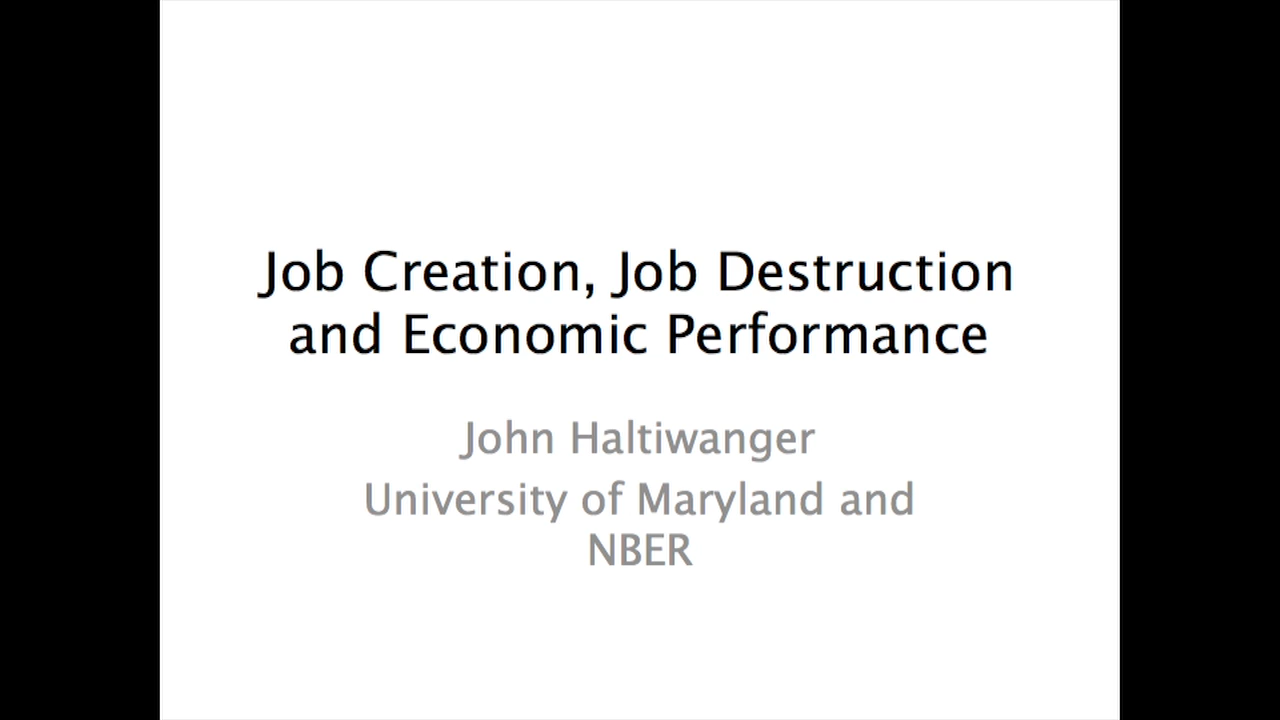 Job Creation, Job Destruction
and Economic Performance
John Haltiwanger
University of Maryland and
NBER